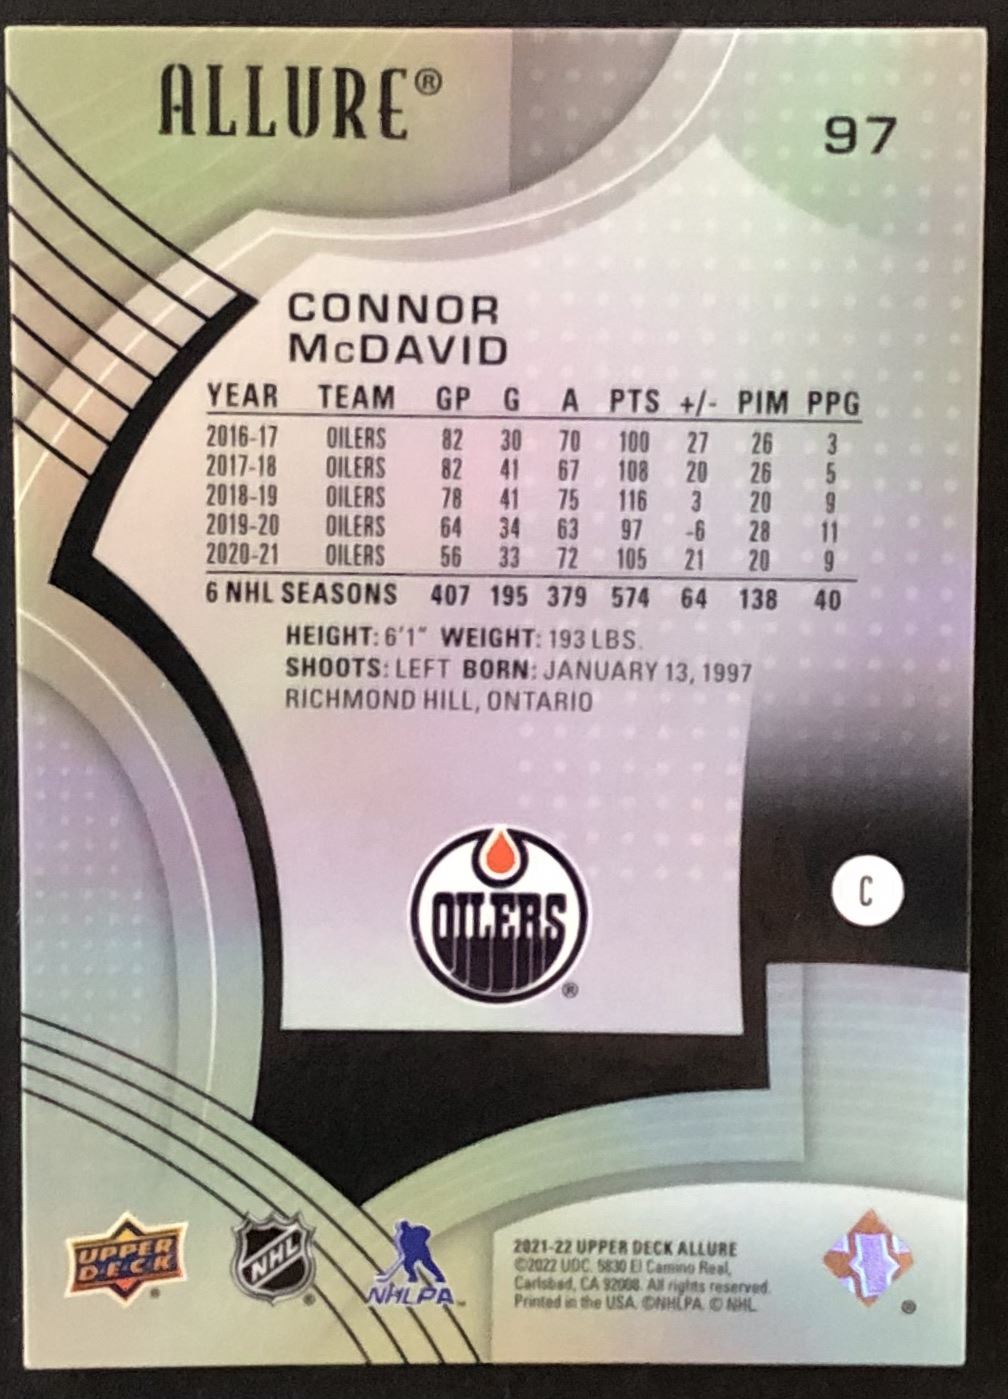 ALLURE®
97
CONNOR
McDAVID
YEAR TEAM GP G A PTS +/- PIM PPG
2016-17 OILERS 82 30 70 100 27 26 3
2017-18 OILERS 82 41 67 108 20 26 5
2018-19 OILERS 78 41 75 116 3 20 9
2019-20 OILERS 64 34 63 97 -6 28 11
2020-21 OILERS 56 33 72 105 21 20 9
6 NHL SEASONS 407 195 379 574 64 138 40
HEIGHT: 6'1" WEIGHT: 193 LBS.
SHOOTS: LEFT BORN: JANUARY 13, 1997
RICHMOND HILL, ONTARIO
OILERS
®
C
UPPER
DECK
®
NHL
®
NHLPA™
2021-22 UPPER DECK ALLURE
©2022 UDC. 5830 El Camino Real,
Carlsbad, CA 92008. All rights reserved.
Printed in the USA. ©NHLPA. © NHL.
®